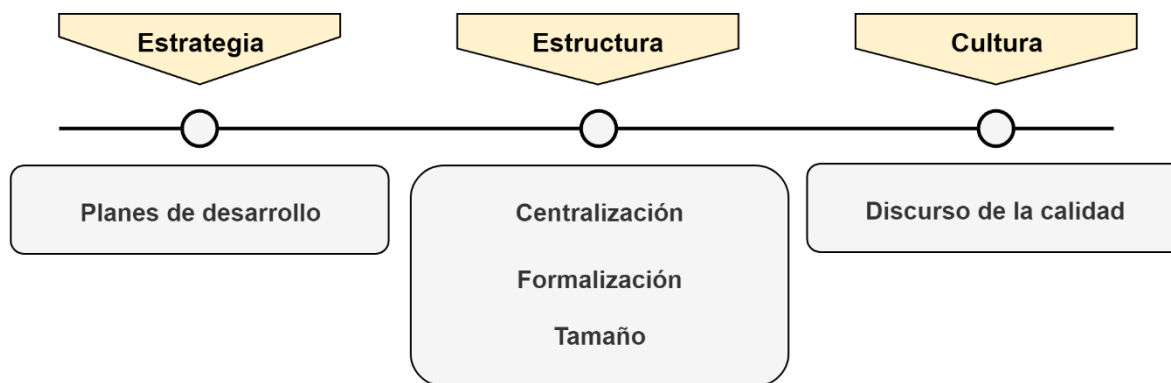 Estrategia
Estructura
Cultura
Planes de desarrollo
Centralización
Formalización
Tamaño
Discurso de la calidad